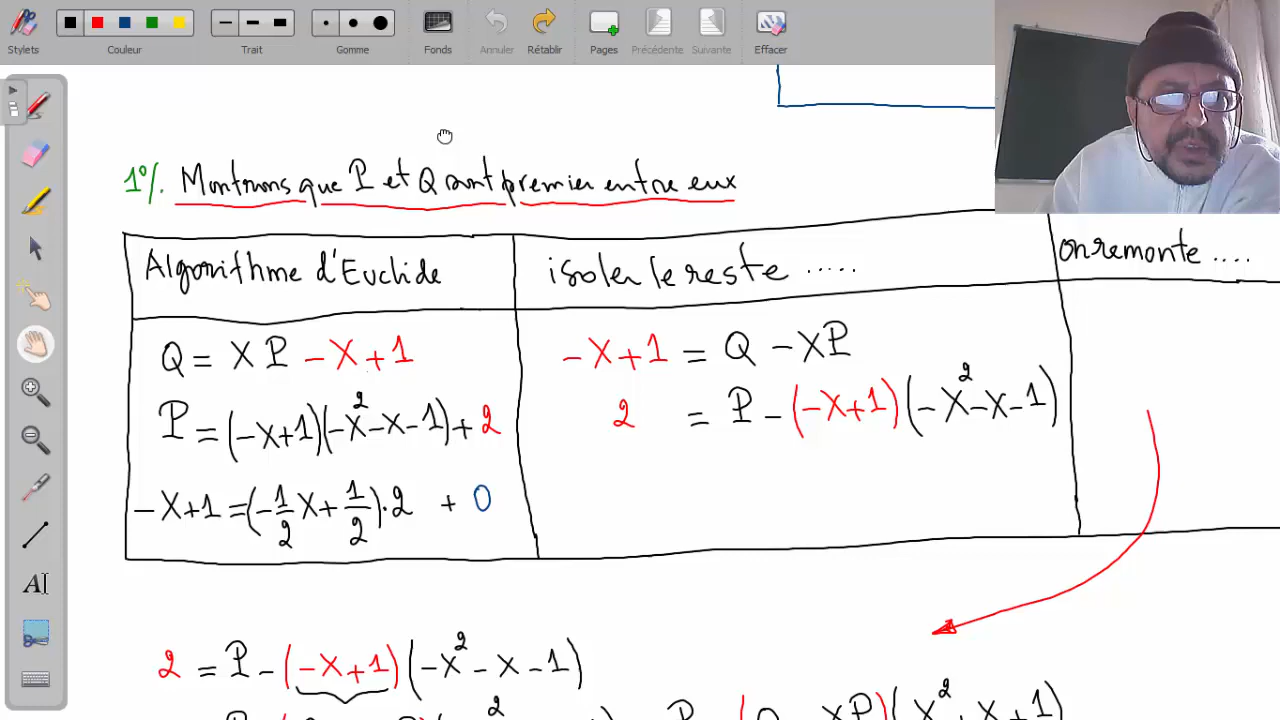 Stylets Couleur Trait Gomme Fonds Annuler Rétablir Pages Précédente Suivante Effacer
1°/. Montrons que P et Q sont premier entre eux
Algorithme d'Euclide isoler le reste ..... on remonte ....
Q = XP -X+1 -X+1 = Q - XP
P = (-X+1)(-X²-X-1)+2 2 = P - (-X+1)(-X²-X-1)
-X+1 = (-1/2 X + 1/2)·2 + 0
AI
2 = P - (-X+1)(-X²-X-1)